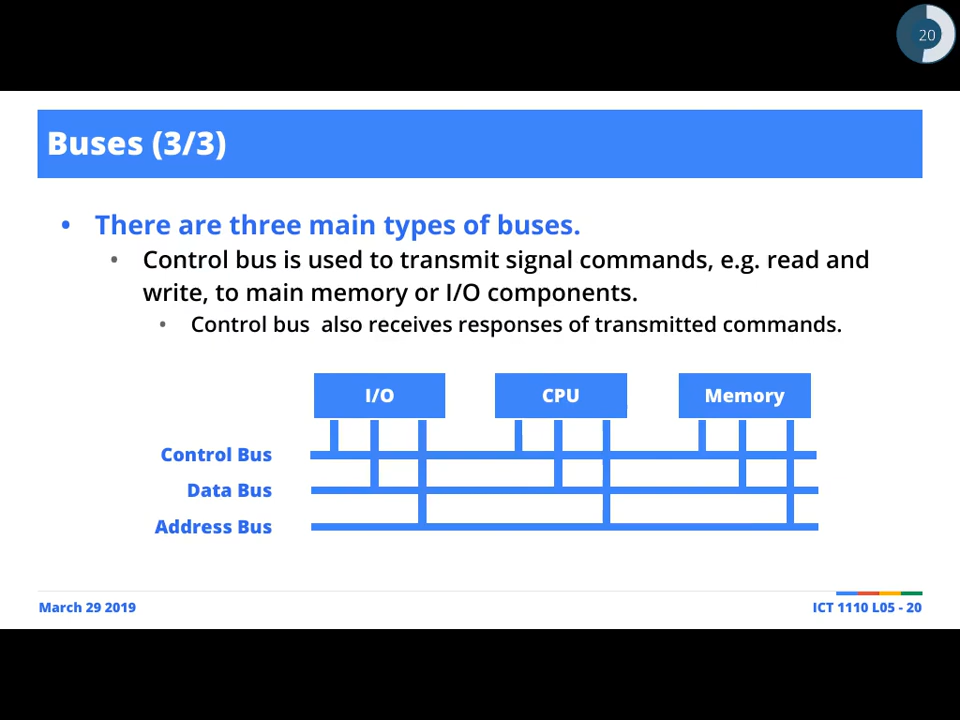 20
Buses (3/3)
• There are three main types of buses.
• Control bus is used to transmit signal commands, e.g. read and
write, to main memory or I/O components.
• Control bus also receives responses of transmitted commands.
I/O CPU Memory
Control Bus
Data Bus
Address Bus
March 29 2019 ICT 1110 L05 - 20